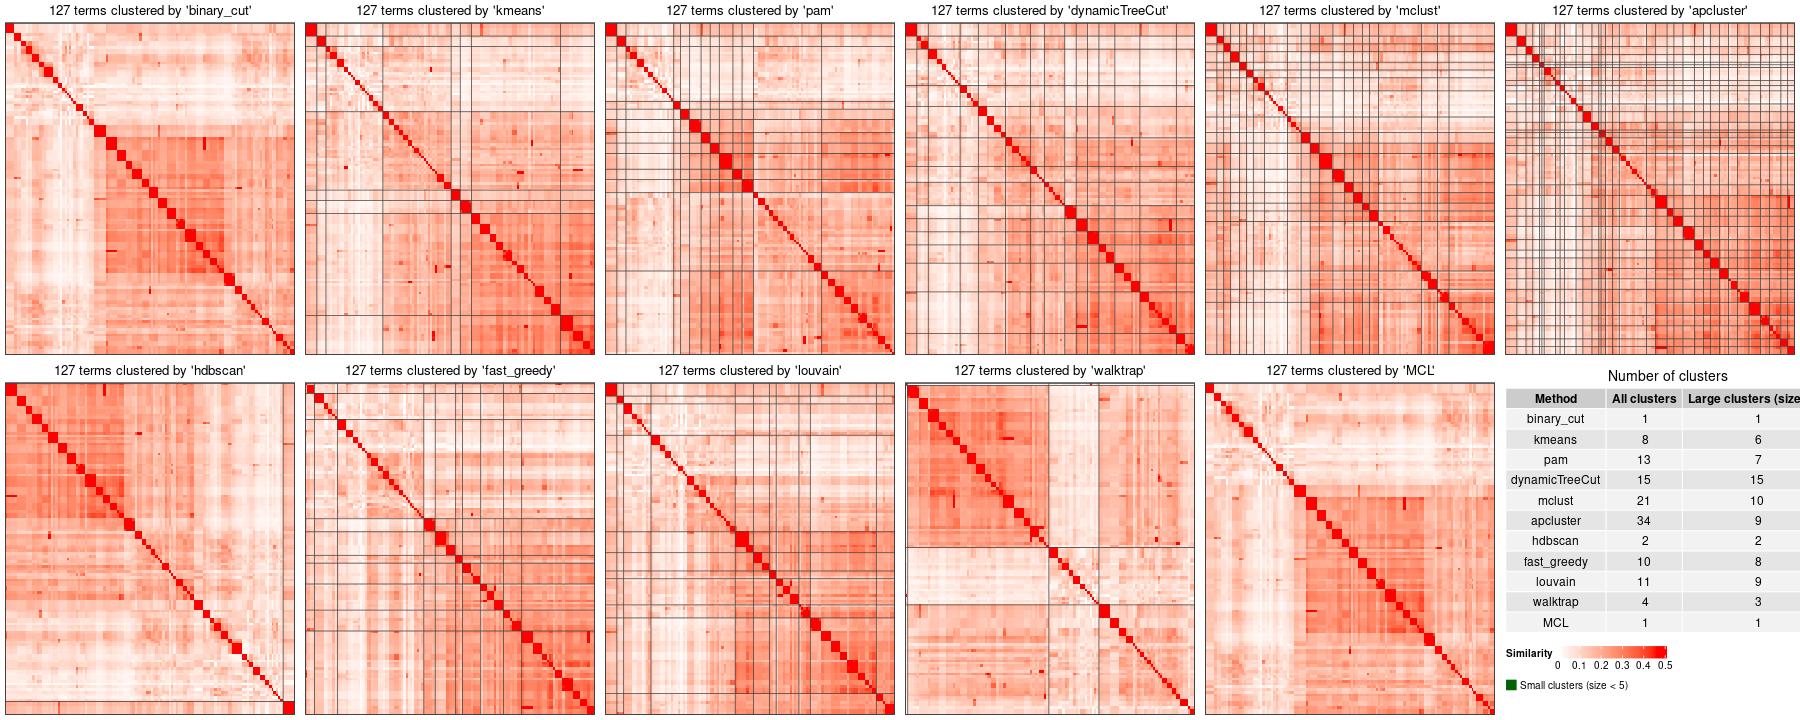 127 terms clustered by 'binary_cut'
127 terms clustered by 'kmeans'
127 terms clustered by 'pam'
127 terms clustered by 'dynamicTreeCut'
127 terms clustered by 'mclust'
127 terms clustered by 'apcluster'
127 terms clustered by 'hdbscan'
127 terms clustered by 'fast_greedy'
127 terms clustered by 'louvain'
127 terms clustered by 'walktrap'
127 terms clustered by 'MCL'
Number of clusters
Method All clusters Large clusters (size
binary_cut 1 1
kmeans 8 6
pam 13 7
dynamicTreeCut 15 15
mclust 21 10
apcluster 34 9
hdbscan 2 2
fast_greedy 10 8
louvain 11 9
walktrap 4 3
MCL 1 1
Similarity
0 0.1 0.2 0.3 0.4 0.5
Small clusters (size < 5)